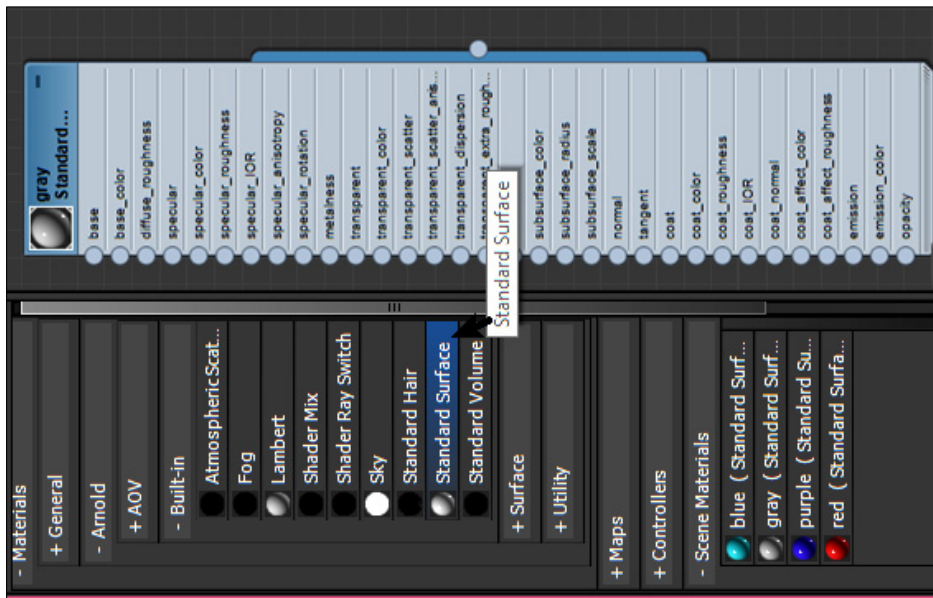 - Materials
+ General
- Arnold
+ AOV
- Built-in
AtmosphericScat...
Fog
Lambert
Shader Mix
Shader Ray Switch
Sky
Standard Hair
Standard Surface
Standard Volume
+ Surface
+ Utility
+ Maps
+ Controllers
- Scene Materials
blue ( Standard Surf...
gray ( Standard Surf...
purple ( Standard Su...
red ( Standard Surfa...
Standard Surface
gray
Standard...
base
base_color
diffuse_roughness
specular
specular_color
specular_roughness
specular_IOR
specular_anisotropy
specular_rotation
metalness
transparent
transparent_color
transparent_scatter
transparent_scatter_anis...
transparent_dispersion
transparent_extra_rough...
subsurface_color
subsurface_radius
subsurface_scale
normal
tangent
coat
coat_color
coat_roughness
coat_IOR
coat_normal
coat_affect_color
coat_affect_roughness
emission
emission_color
opacity